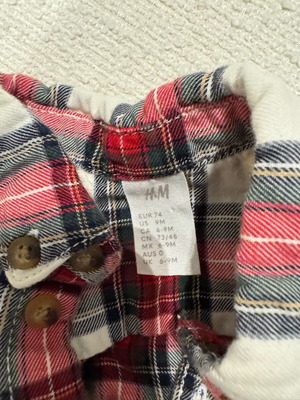 H&M
EUR 74
US 9M
CA 6-9M
CN 73/48
MX 6-9M
AUS 0
UK 6-9M